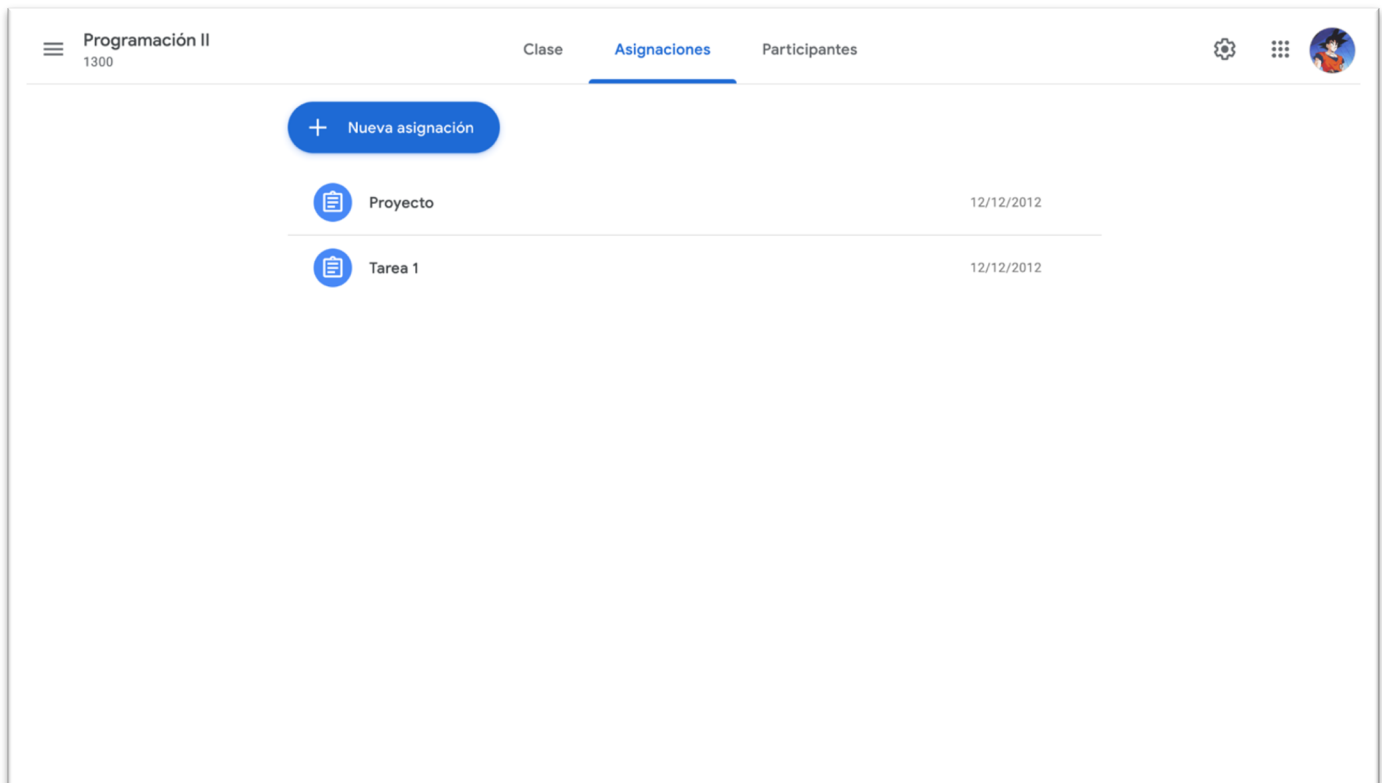 Programación II
1300
Clase
Asignaciones
Participantes
Nueva asignación
Proyecto 12/12/2012
Tarea 1 12/12/2012